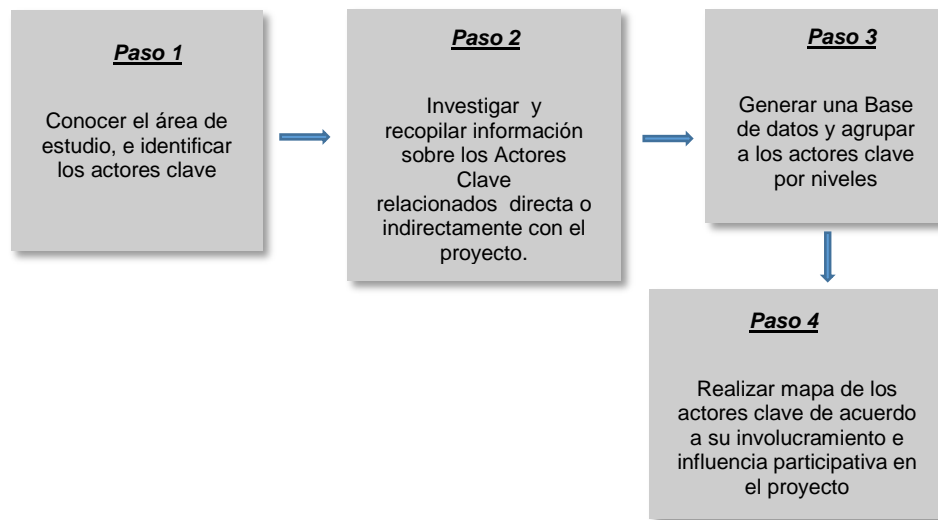 Paso 1
Conocer el área de
estudio, e identificar
los actores clave
Paso 2
Investigar y
recopilar información
sobre los Actores
Clave
relacionados directa o
indirectamente con el
proyecto.
Paso 3
Generar una Base
de datos y agrupar
a los actores clave
por niveles
Paso 4
Realizar mapa de los
actores clave de acuerdo
a su involucramiento e
influencia participativa en
el proyecto